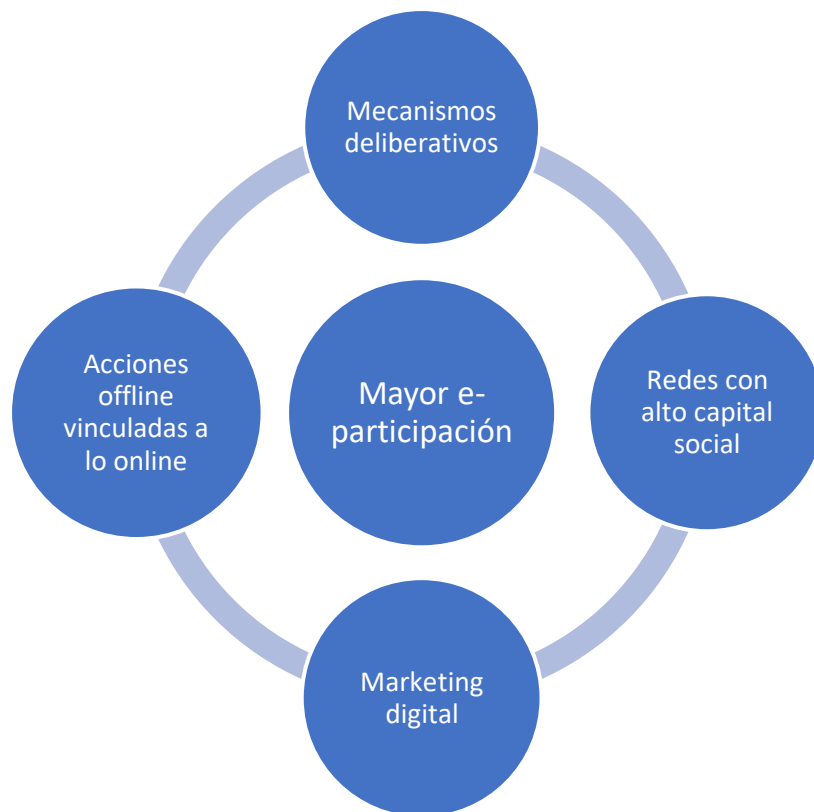 Mecanismos
deliberativos
Acciones
offline
vinculadas a
lo online
Mayor e-
participación
Redes con
alto capital
social
Marketing
digital